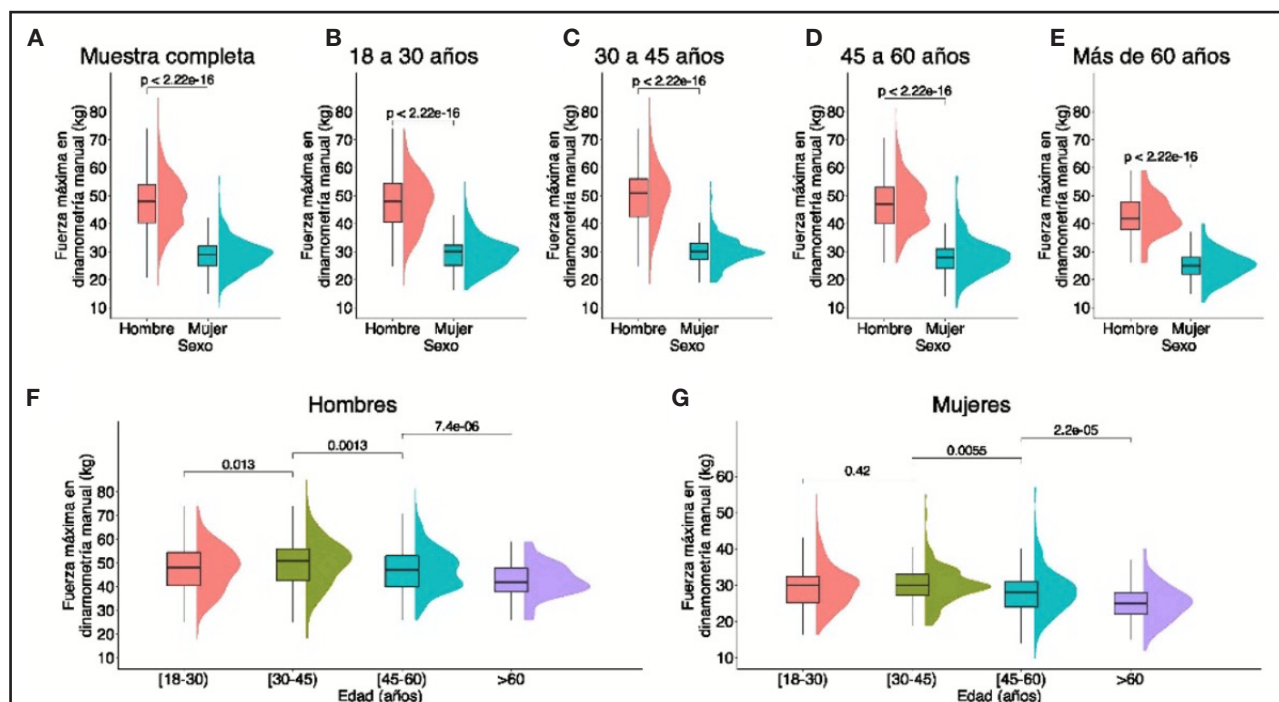 A
Muestra completa
p < 2.22e-16
Fuerza máxima en
dinamometría manual (kg)
80
70
60
50
40
30
20
10
Hombre Mujer
Sexo
B
18 a 30 años
p < 2.22e-16
Fuerza máxima en
dinamometría manual (kg)
80
70
60
50
40
30
20
10
Hombre Mujer
Sexo
C
30 a 45 años
p < 2.22e-16
Fuerza máxima en
dinamometría manual (kg)
80
70
60
50
40
30
20
10
Hombre Mujer
Sexo
D
45 a 60 años
p < 2.22e-16
Fuerza máxima en
dinamometría manual (kg)
80
70
60
50
40
30
20
10
Hombre Mujer
Sexo
E
Más de 60 años
p < 2.22e-16
Fuerza máxima en
dinamometría manual (kg)
80
70
60
50
40
30
20
10
Hombre Mujer
Sexo
F
Hombres
7.4e-06
0.0013
0.013
Fuerza máxima en
dinamometría manual (kg)
80
70
60
50
40
30
20
10
[18-30) [30-45) [45-60) >60
Edad (años)
G
Mujeres
2.2e-05
0.0055
0.42
Fuerza máxima en
dinamometría manual (kg)
60
50
40
30
20
10
[18-30) [30-45) [45-60) >60
Edad (años)